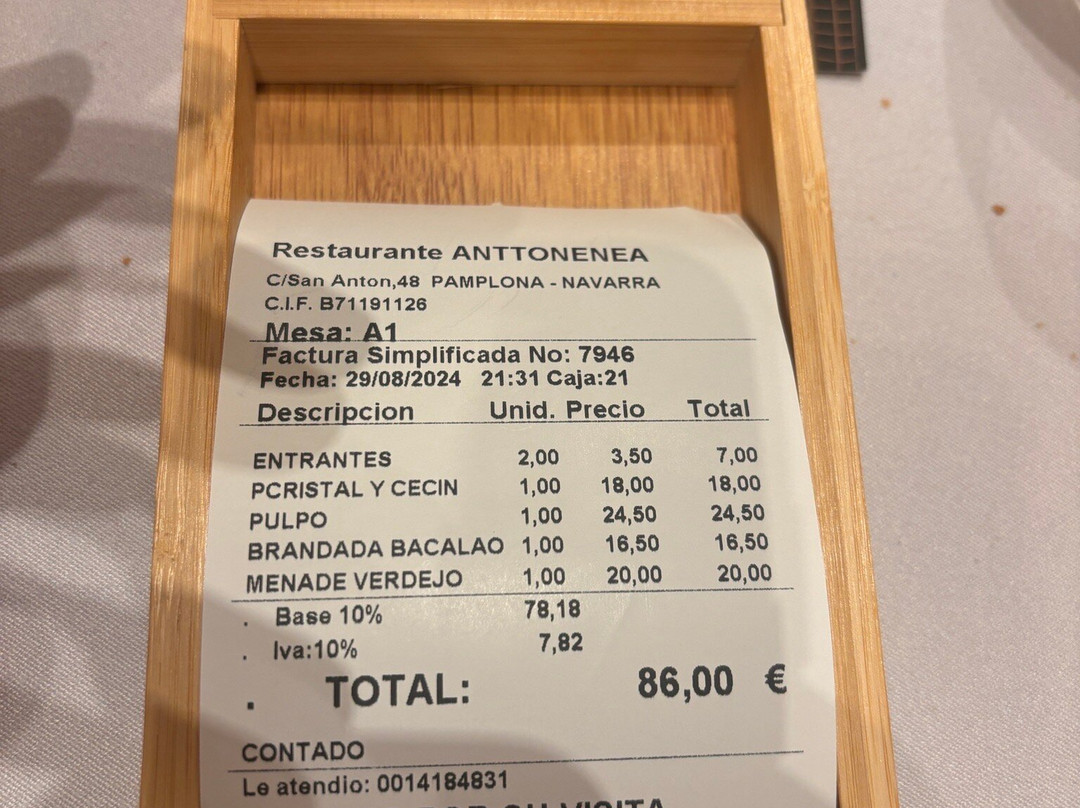 Restaurante ANTTONENEA
C/San Anton,48 PAMPLONA - NAVARRA
C.I.F. B71191126
Mesa: A1
Factura Simplificada No: 7946
Fecha: 29/08/2024 21:31 Caja:21
Descripcion Unid. Precio Total
ENTRANTES 2,00 3,50 7,00
PCRISTAL Y CECIN 1,00 18,00 18,00
PULPO 1,00 24,50 24,50
BRANDADA BACALAO 1,00 16,50 16,50
MENADE VERDEJO 1,00 20,00 20,00
. Base 10% 78,18
. Iva:10% 7,82
. TOTAL: 86,00 €
CONTADO
Le atendio: 0014184831
SU VISITA